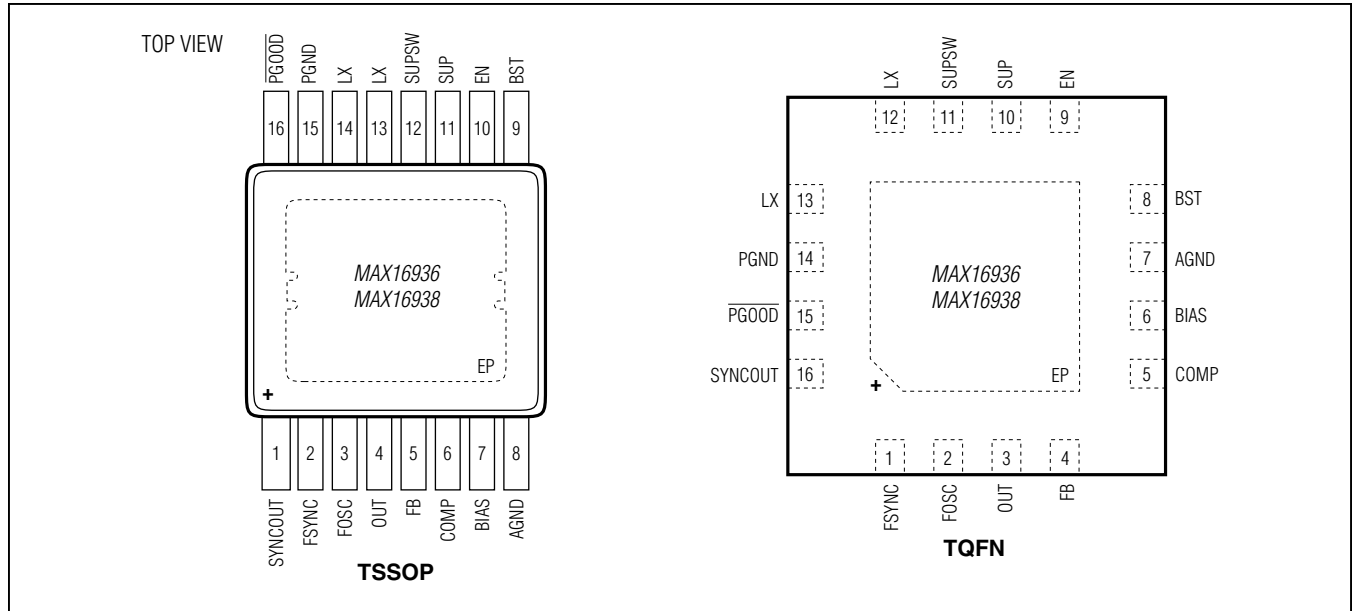 TOP VIEW
PGOOD
PGND
LX
LX
SUPSW
SUP
EN
BST
16 15 14 13 12 11 10 9
MAX16936
MAX16938
EP
+
1 2 3 4 5 6 7 8
SYNCOUT
FSYNC
FOSC
OUT
FB
COMP
BIAS
AGND
TSSOP
LX
SUPSW
SUP
EN
12 11 10 9
LX 13
PGND 14
PGOOD 15
SYNCOUT 16
8 BST
7 AGND
6 BIAS
5 COMP
MAX16936
MAX16938
EP
+
1 2 3 4
FSYNC
FOSC
OUT
FB
TQFN